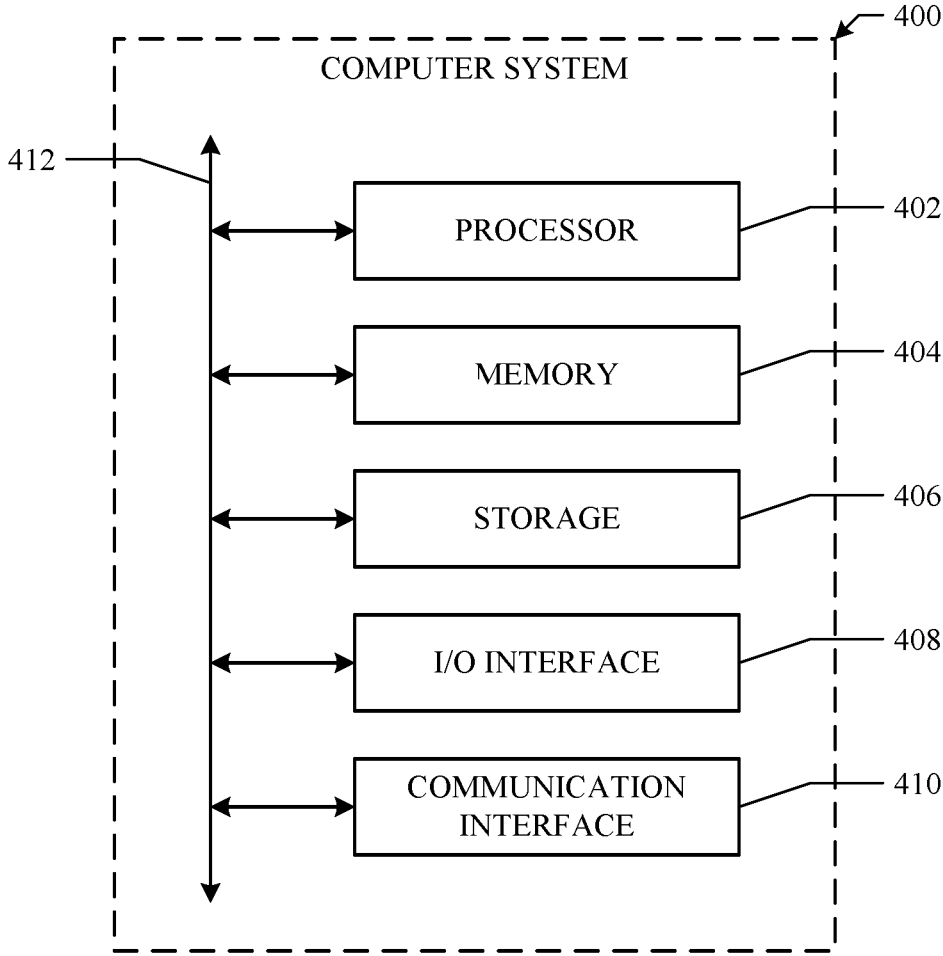 400
COMPUTER SYSTEM
412
PROCESSOR
402
MEMORY
404
STORAGE
406
I/O INTERFACE
408
COMMUNICATION
INTERFACE
410